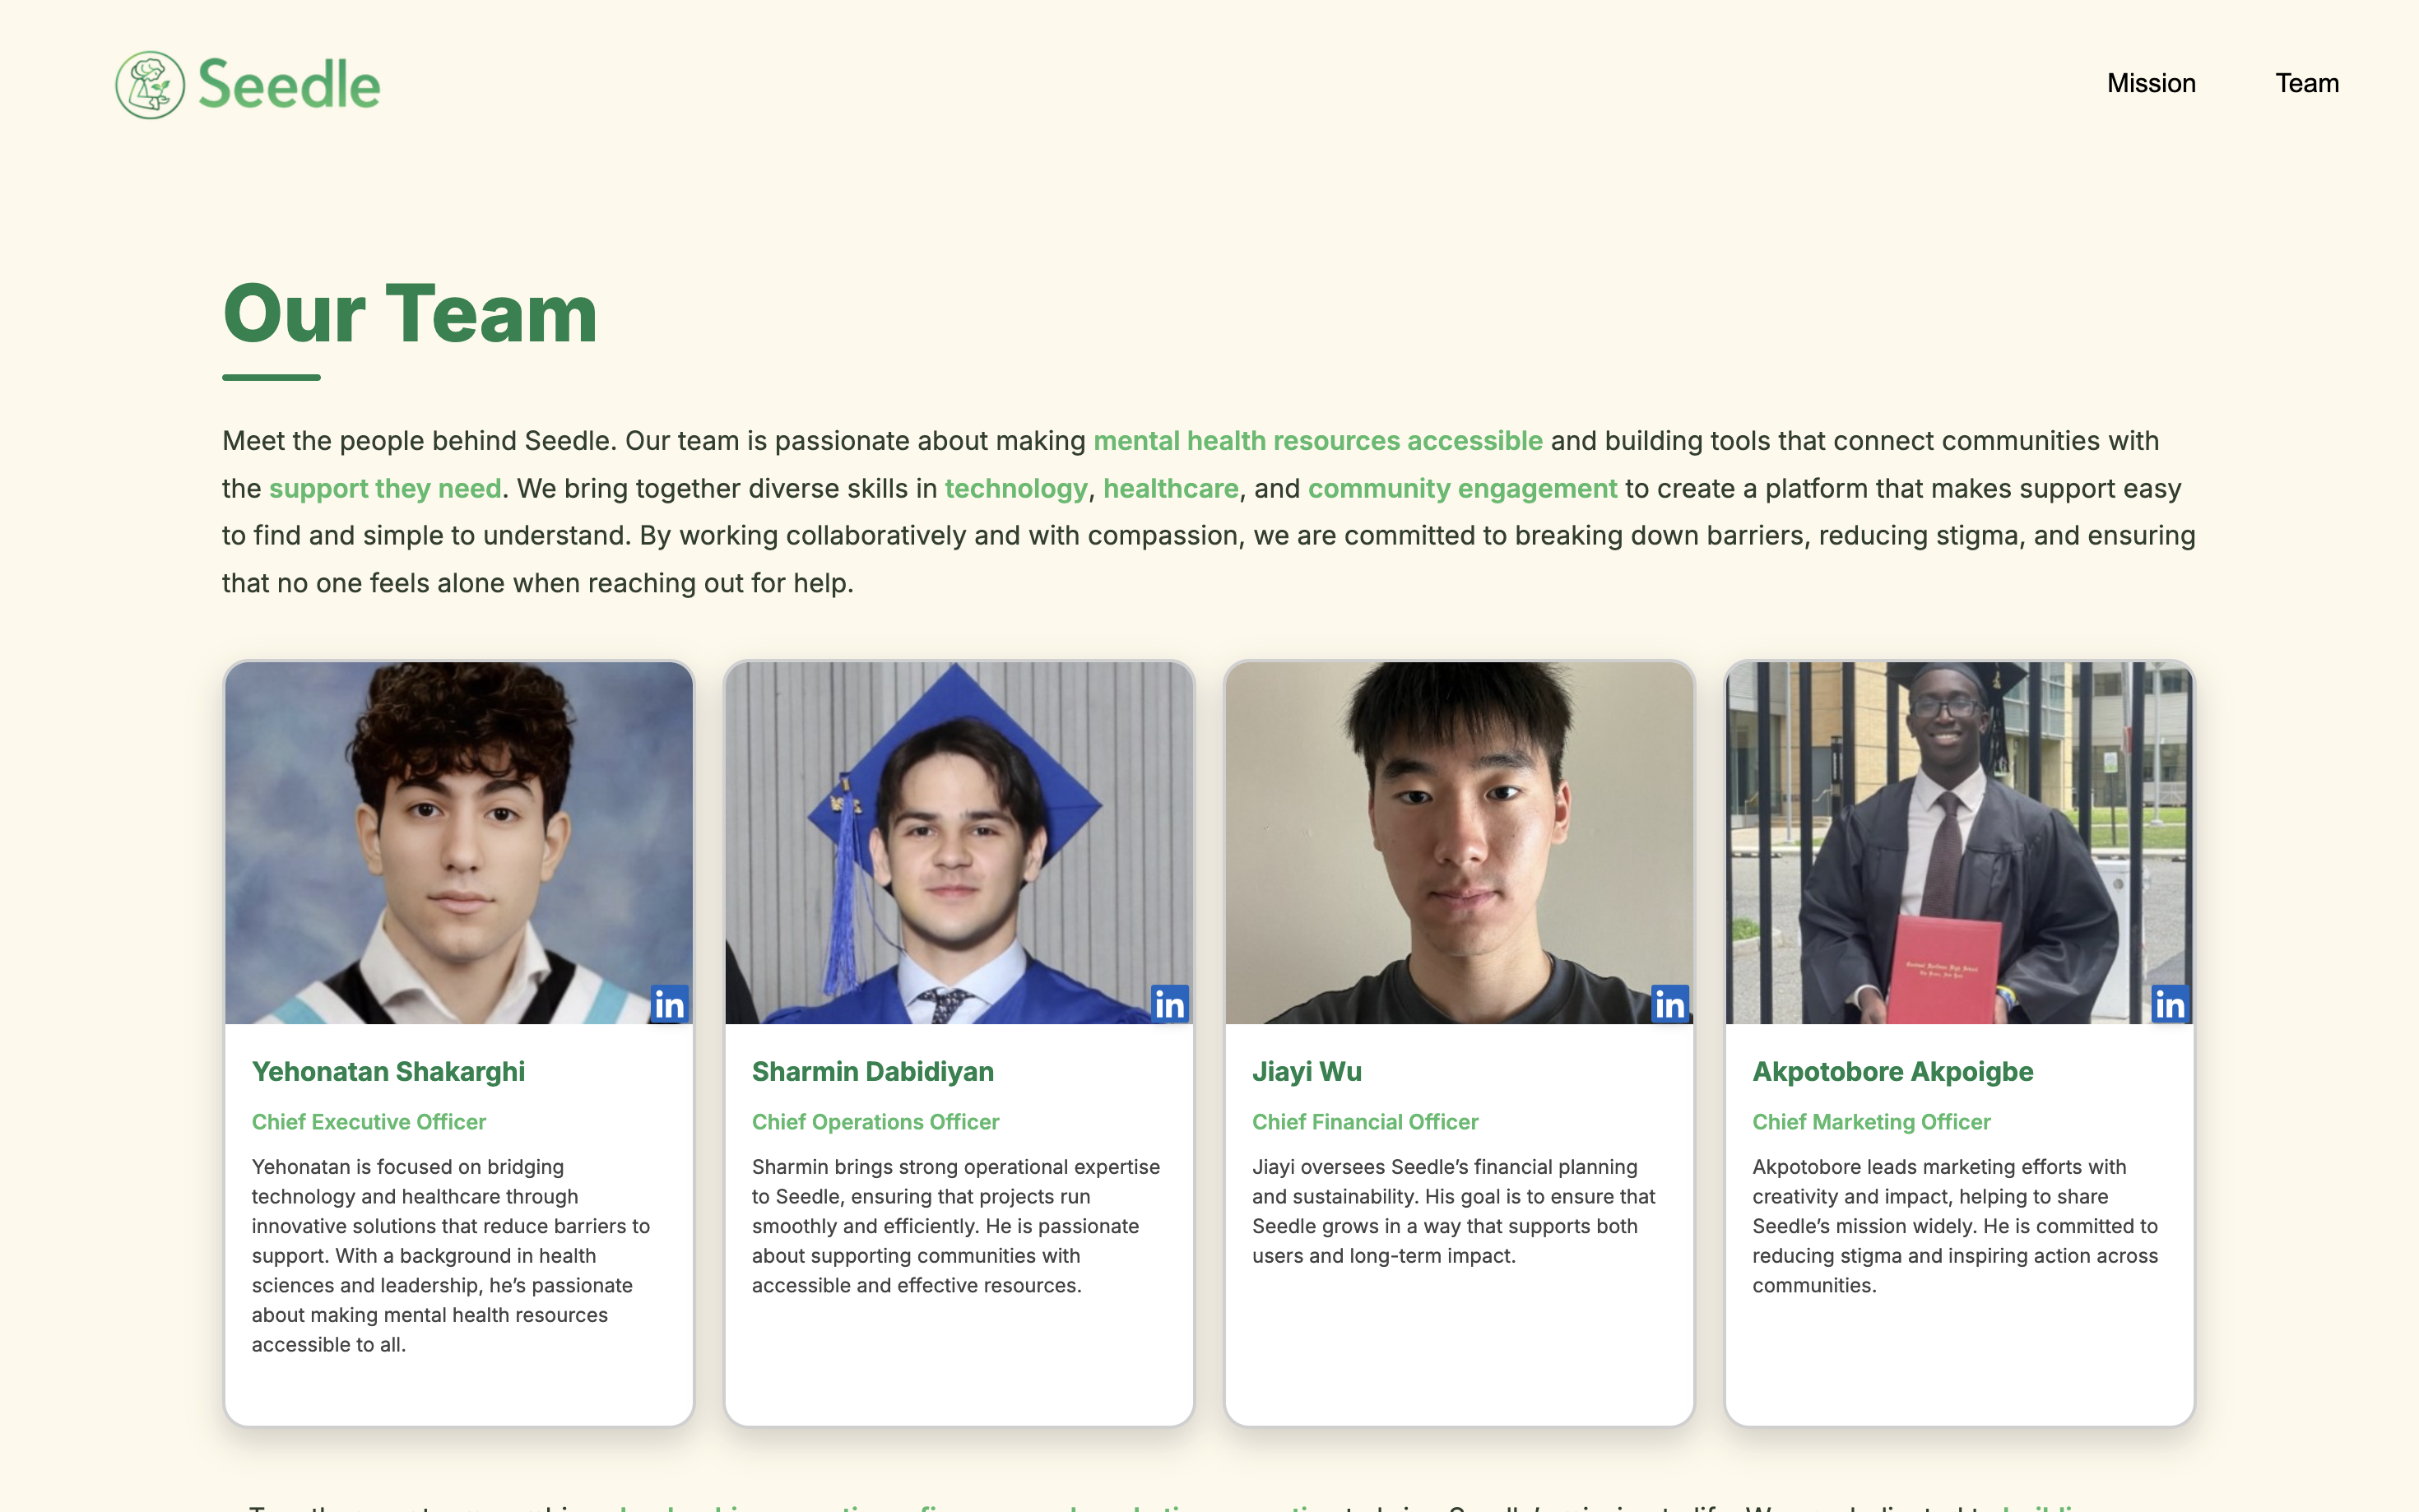 Seedle
Mission
Team
Our Team
Meet the people behind Seedle. Our team is passionate about making mental health resources accessible and building tools that connect communities with
the support they need. We bring together diverse skills in technology, healthcare, and community engagement to create a platform that makes support easy
to find and simple to understand. By working collaboratively and with compassion, we are committed to breaking down barriers, reducing stigma, and ensuring
that no one feels alone when reaching out for help.
in
Yehonatan Shakarghi
Chief Executive Officer
Yehonatan is focused on bridging
technology and healthcare through
innovative solutions that reduce barriers to
support. With a background in health
sciences and leadership, he’s passionate
about making mental health resources
accessible to all.
in
Sharmin Dabidiyan
Chief Operations Officer
Sharmin brings strong operational expertise
to Seedle, ensuring that projects run
smoothly and efficiently. He is passionate
about supporting communities with
accessible and effective resources.
in
Jiayi Wu
Chief Financial Officer
Jiayi oversees Seedle’s financial planning
and sustainability. His goal is to ensure that
Seedle grows in a way that supports both
users and long-term impact.
in
Akpotobore Akpoigbe
Chief Marketing Officer
Akpotobore leads marketing efforts with
creativity and impact, helping to share
Seedle’s mission widely. He is committed to
reducing stigma and inspiring action across
communities.